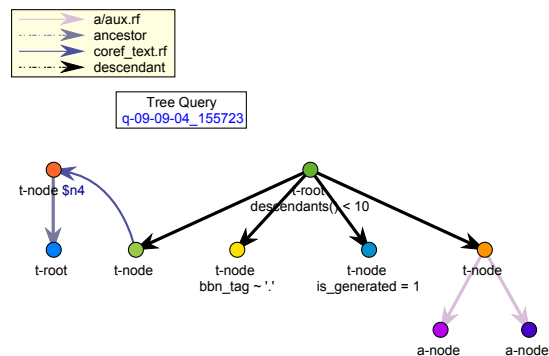 a/aux.rf
ancestor
coref_text.rf
descendant
Tree Query
q-09-09-04_155723
t-node $n4
t-root
descendants() < 10
t-root
t-node
t-node
bbn_tag ~ '.'
t-node
is_generated = 1
t-node
a-node
a-node